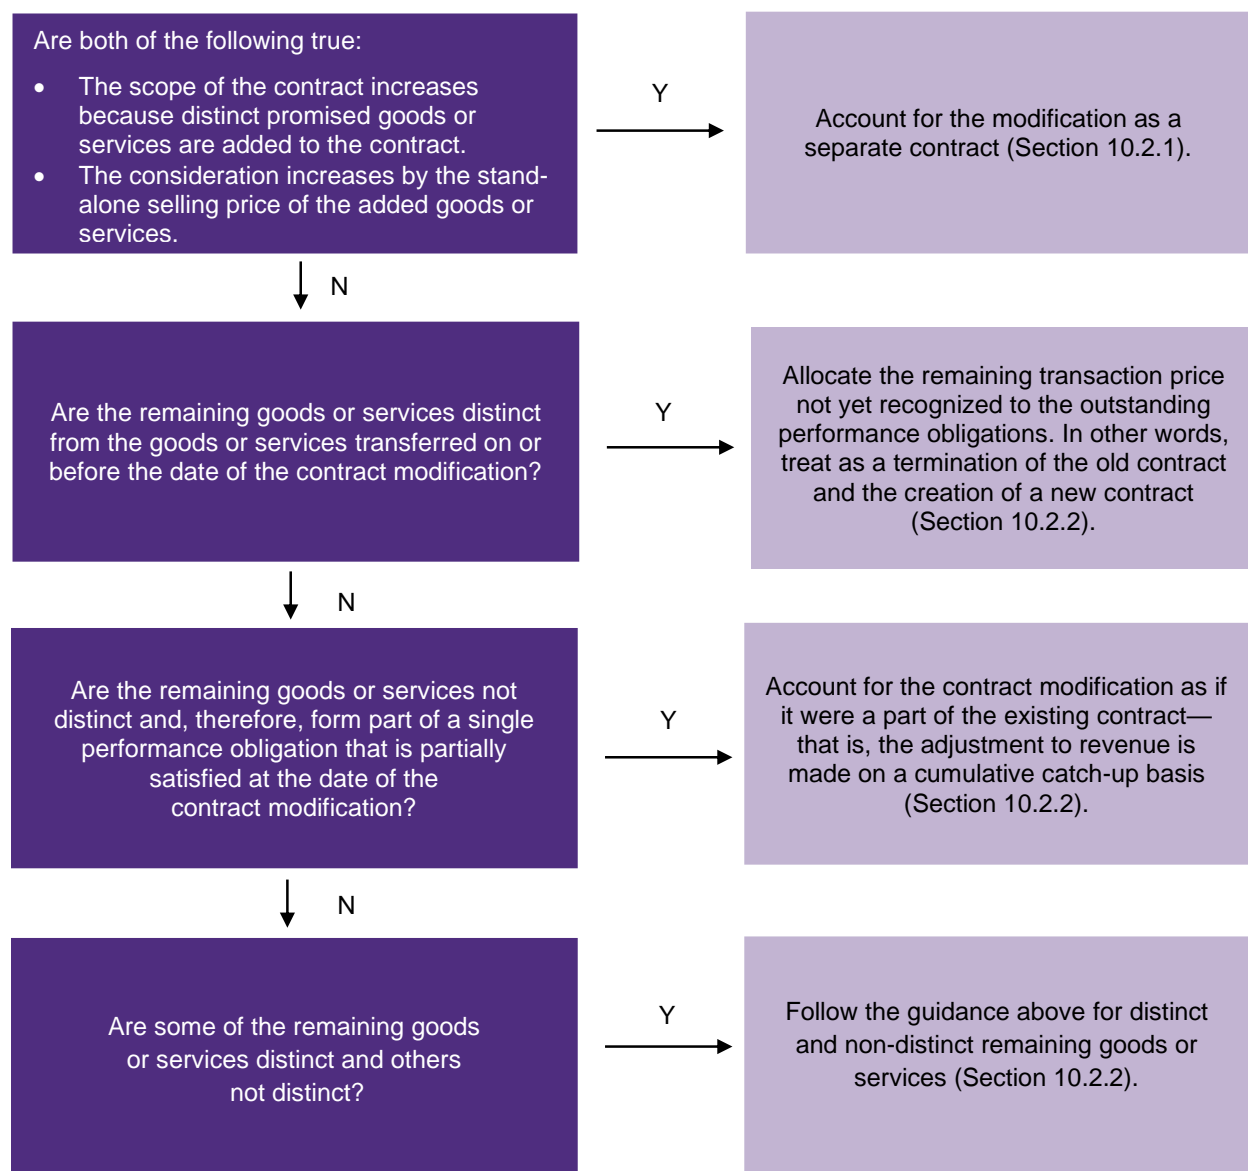 Are both of the following true:
• The scope of the contract increases
because distinct promised goods or
services are added to the contract.
• The consideration increases by the stand-
alone selling price of the added goods or
services.
Y
Account for the modification as a
separate contract (Section 10.2.1).
N
Are the remaining goods or services distinct
from the goods or services transferred on or
before the date of the contract modification?
Y
Allocate the remaining transaction price
not yet recognized to the outstanding
performance obligations. In other words,
treat as a termination of the old contract
and the creation of a new contract
(Section 10.2.2).
N
Are the remaining goods or services not
distinct and, therefore, form part of a single
performance obligation that is partially
satisfied at the date of the
contract modification?
Y
Account for the contract modification as if
it were a part of the existing contract—
that is, the adjustment to revenue is
made on a cumulative catch-up basis
(Section 10.2.2).
N
Are some of the remaining goods
or services distinct and others
not distinct?
Y
Follow the guidance above for distinct
and non-distinct remaining goods or
services (Section 10.2.2).